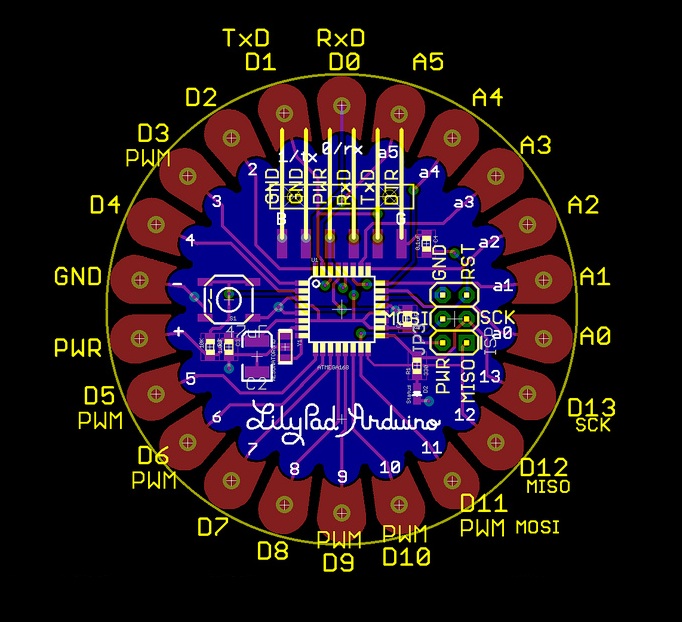 TxD RxD
D1 D0 A5
D2 A4
D3 A3
PWM
D4 A2
GND A1
PWR A0
D5 D13
PWM SCK
D6 D12
PWM MISO
D7 D11
PWM MOSI
D8 PWM PWM
D9 D10
1/tx 0/rx a5
2 a4
3 a3
4 a2
- a1
+ a0
5 13
6 12
7 11
8 10
9
GND GND PWR RxD TxD DTR
B G
GND RST
MOSI SCK
JP3 ISP
PWR MISO
U1
S1
47uF
C2
ATMEGA168
LilyPad Arduino